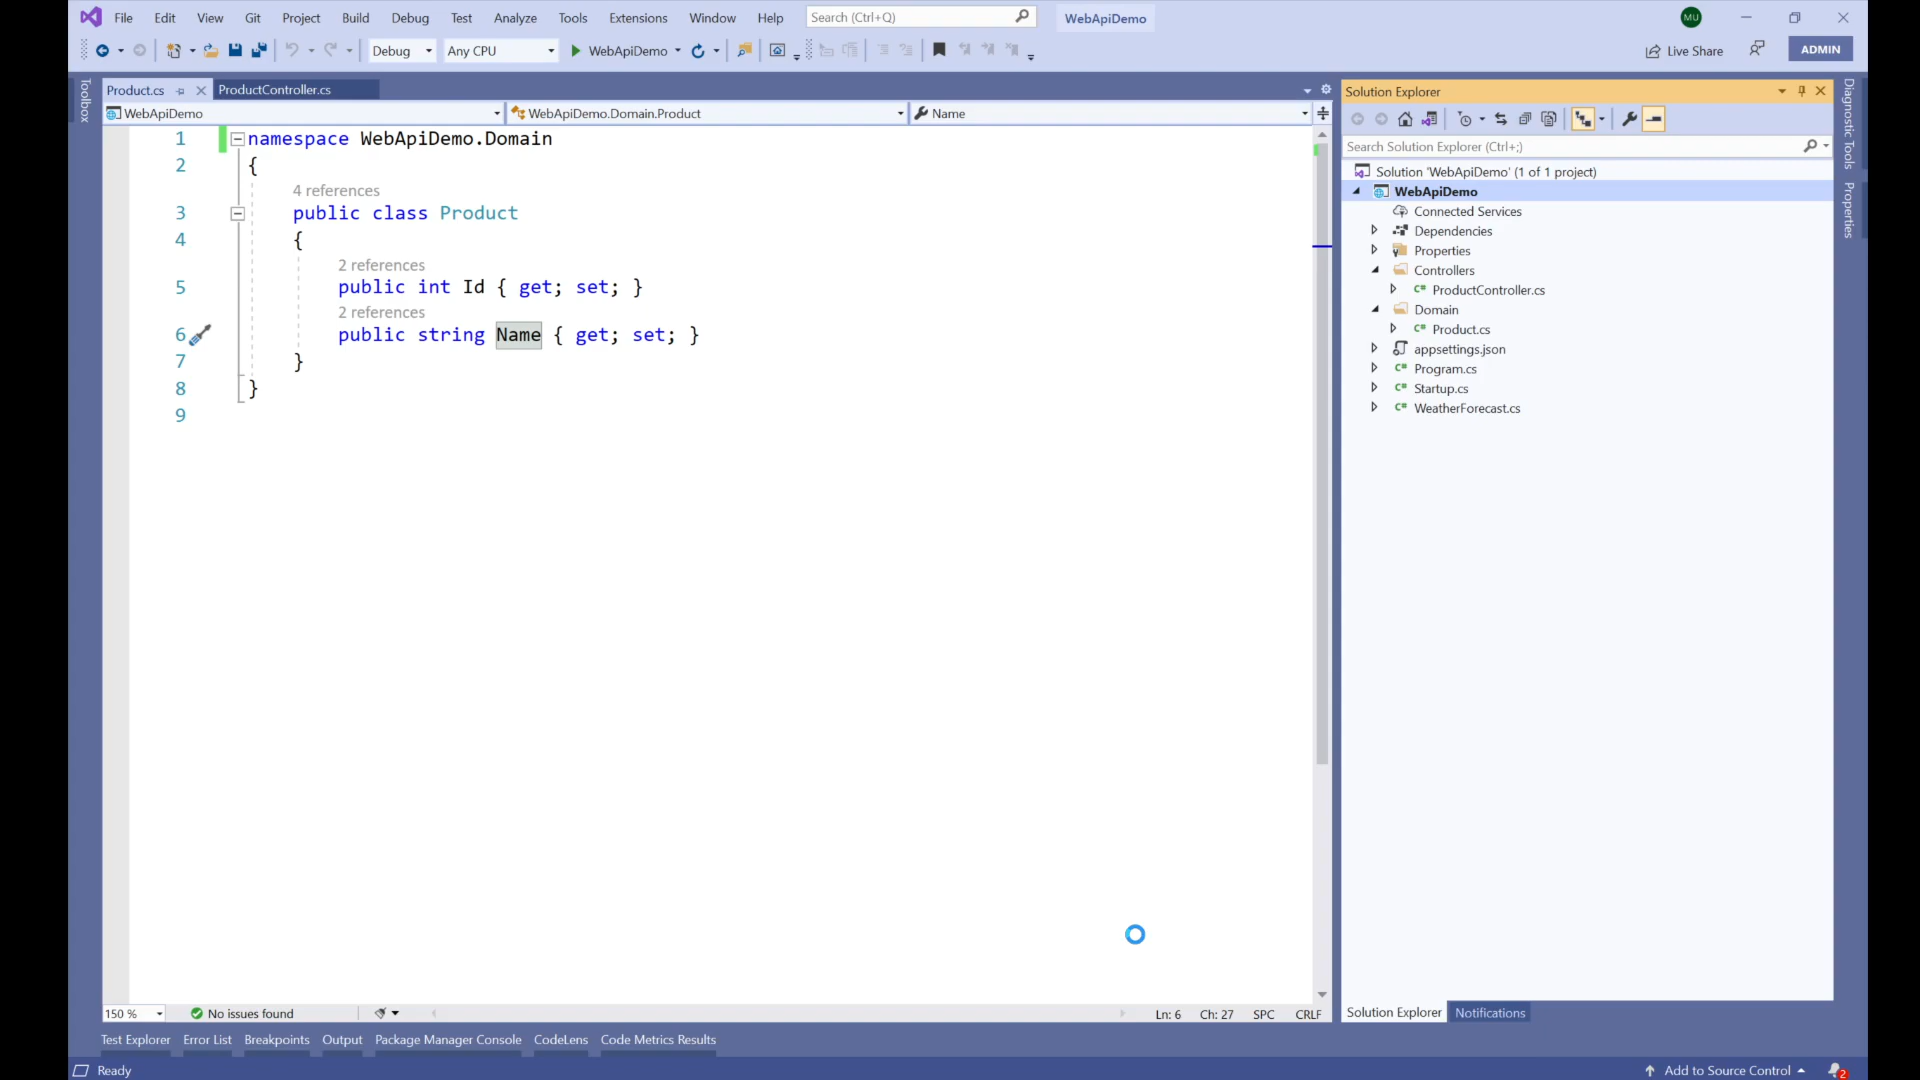 File Edit View Git Project Build Debug Test Analyze Tools Extensions Window Help Search (Ctrl+Q) WebApiDemo MU
Debug Any CPU WebApiDemo Live Share ADMIN
Toolbox
Product.cs ProductController.cs
WebApiDemo WebApiDemo.Domain.Product Name
1 namespace WebApiDemo.Domain
2 {
4 references
3 public class Product
4 {
2 references
5 public int Id { get; set; }
2 references
6 public string Name { get; set; }
7 }
8 }
9
150 % No issues found Ln: 6 Ch: 27 SPC CRLF
Solution Explorer
Search Solution Explorer (Ctrl+;)
Solution 'WebApiDemo' (1 of 1 project)
WebApiDemo
Connected Services
Dependencies
Properties
Controllers
C# ProductController.cs
Domain
C# Product.cs
appsettings.json
C# Program.cs
C# Startup.cs
C# WeatherForecast.cs
Solution Explorer Notifications
Diagnostic Tools
Properties
Test Explorer Error List Breakpoints Output Package Manager Console CodeLens Code Metrics Results
Ready Add to Source Control 2